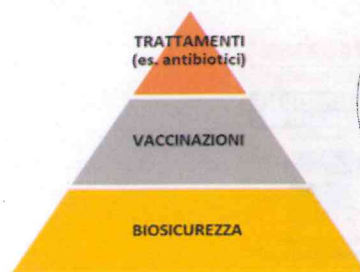 TRATTAMENTI
(es. antibiotici)
VACCINAZIONI
BIOSICUREZZA